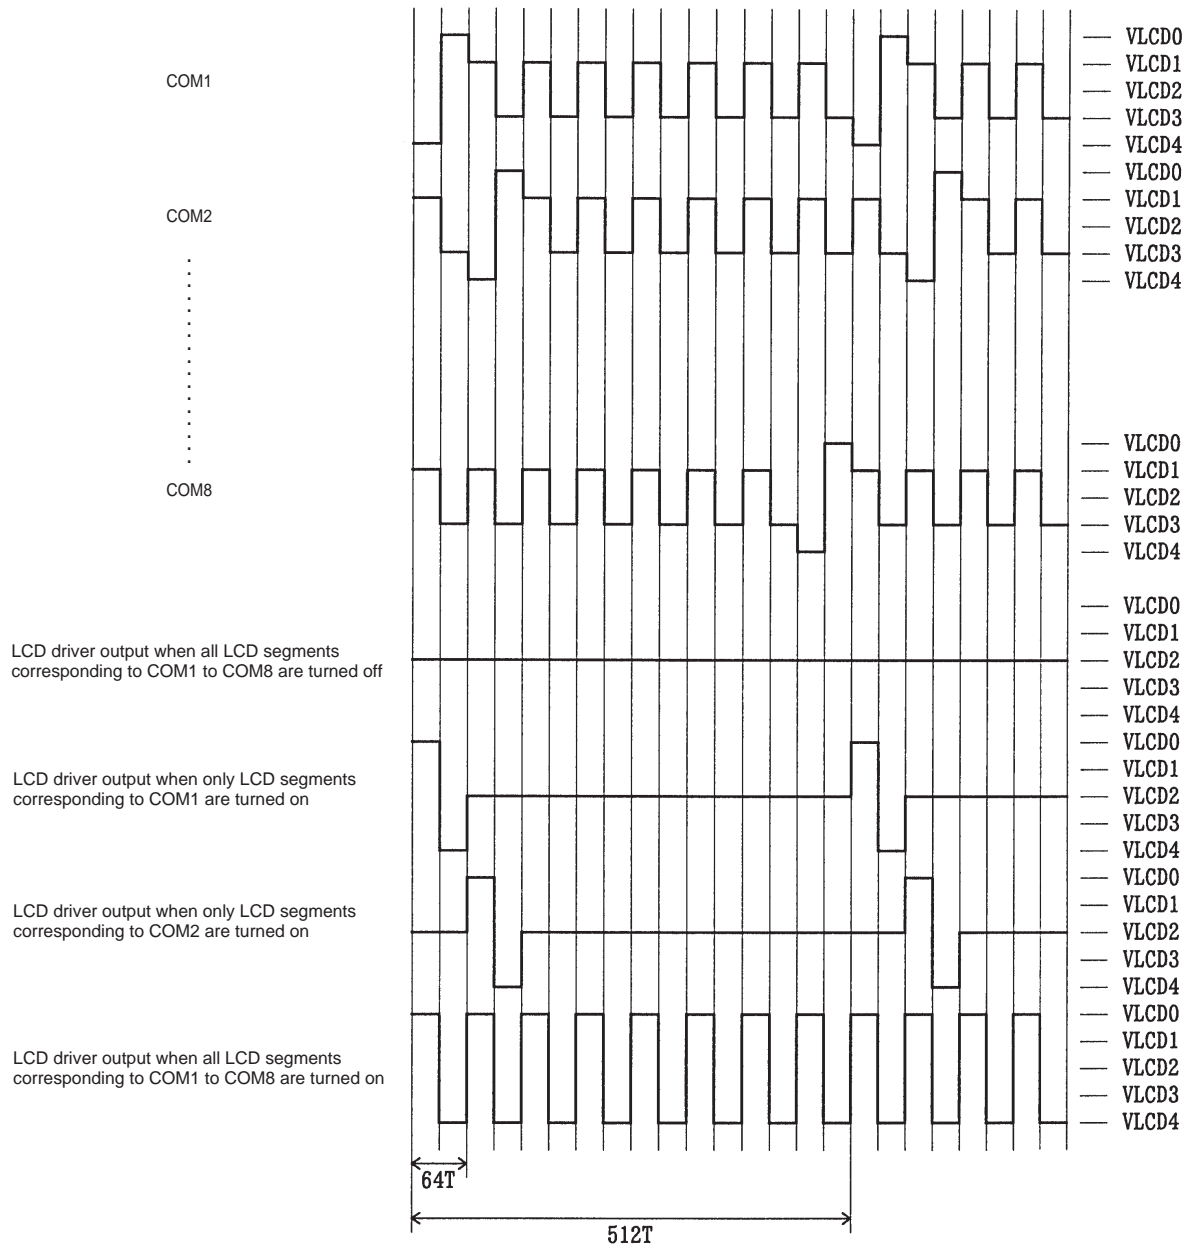 VLCD0
COM1
VLCD1
VLCD2
VLCD3
VLCD4
VLCD0
VLCD1
COM2
VLCD2
VLCD3
VLCD4
VLCD0
VLCD1
COM8
VLCD2
VLCD3
VLCD4
VLCD0
VLCD1
LCD driver output when all LCD segments
corresponding to COM1 to COM8 are turned off
VLCD2
VLCD3
VLCD4
VLCD0
VLCD1
LCD driver output when only LCD segments
corresponding to COM1 are turned on
VLCD2
VLCD3
VLCD4
VLCD0
VLCD1
LCD driver output when only LCD segments
corresponding to COM2 are turned on
VLCD2
VLCD3
VLCD4
VLCD0
VLCD1
LCD driver output when all LCD segments
corresponding to COM1 to COM8 are turned on
VLCD2
VLCD3
VLCD4
64T
512T